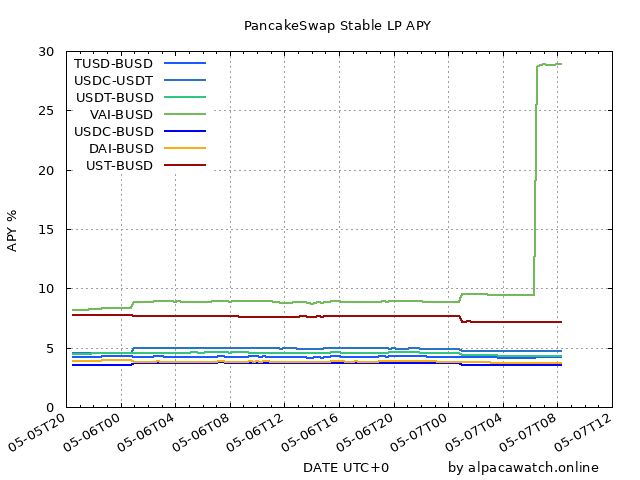 PancakeSwap Stable LP APY
30
25
20
15
10
5
0
APY %
TUSD-BUSD
USDC-USDT
USDT-BUSD
VAI-BUSD
USDC-BUSD
DAI-BUSD
UST-BUSD
05-05T20
05-06T00
05-06T04
05-06T08
05-06T12
05-06T16
05-06T20
05-07T00
05-07T04
05-07T08
05-07T12
DATE UTC+0
by alpacawatch.online